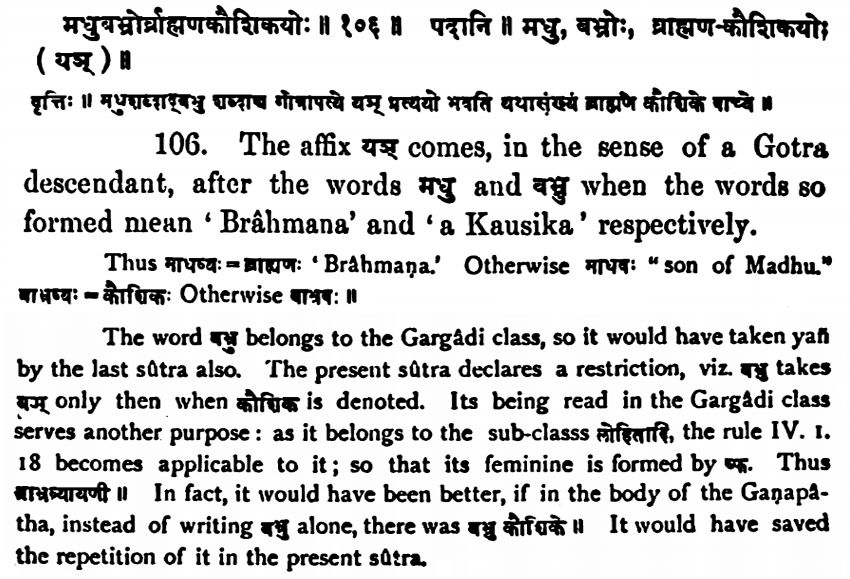 मधुबभ्र्वोर्ब्राह्मणकौशिकयोः ॥ १०६ ॥ पदानि ॥ मधु, बभ्रोः, ब्राह्मण-कौशिकयोः
( यञ् ) ॥
वृत्तिः ॥ मधुशब्दाद्बभ्रु शब्दाच्च गोत्रापत्ये यञ् प्रत्ययो भवति यथासंख्यं ब्राह्मणे कौशिके वाच्ये ॥
106. The affix यञ् comes, in the sense of a Gotra
descendant, after the words मधु and बभ्रु when the words so
formed mean ‘ Brâhmana’ and ‘ a Kausika ’ respectively.
Thus माधव्यः = ब्राह्मणः ‘ Brâhmaṇa.’ Otherwise माधवः “ son of Madhu.”
बाभ्रव्यः = कौशिकः Otherwise बाभ्रवः ॥
The word बभ्रु belongs to the Gargâdi class, so it would have taken yañ
by the last sûtra also. The present sûtra declares a restriction, viz. बभ्रु takes
यञ् only then when कौशिक is denoted. Its being read in the Gargâdi class
serves another purpose : as it belongs to the sub-classs लोहितादि, the rule IV. 1.
18 becomes applicable to it ; so that its feminine is formed by ष्फ. Thus
बाभ्रव्यायणी ॥ In fact, it would have been better, if in the body of the Gaṇapâ-
tha, instead of writing बभ्रु alone, there was बभ्रु कौशिके ॥ It would have saved
the repetition of it in the present sûtra.